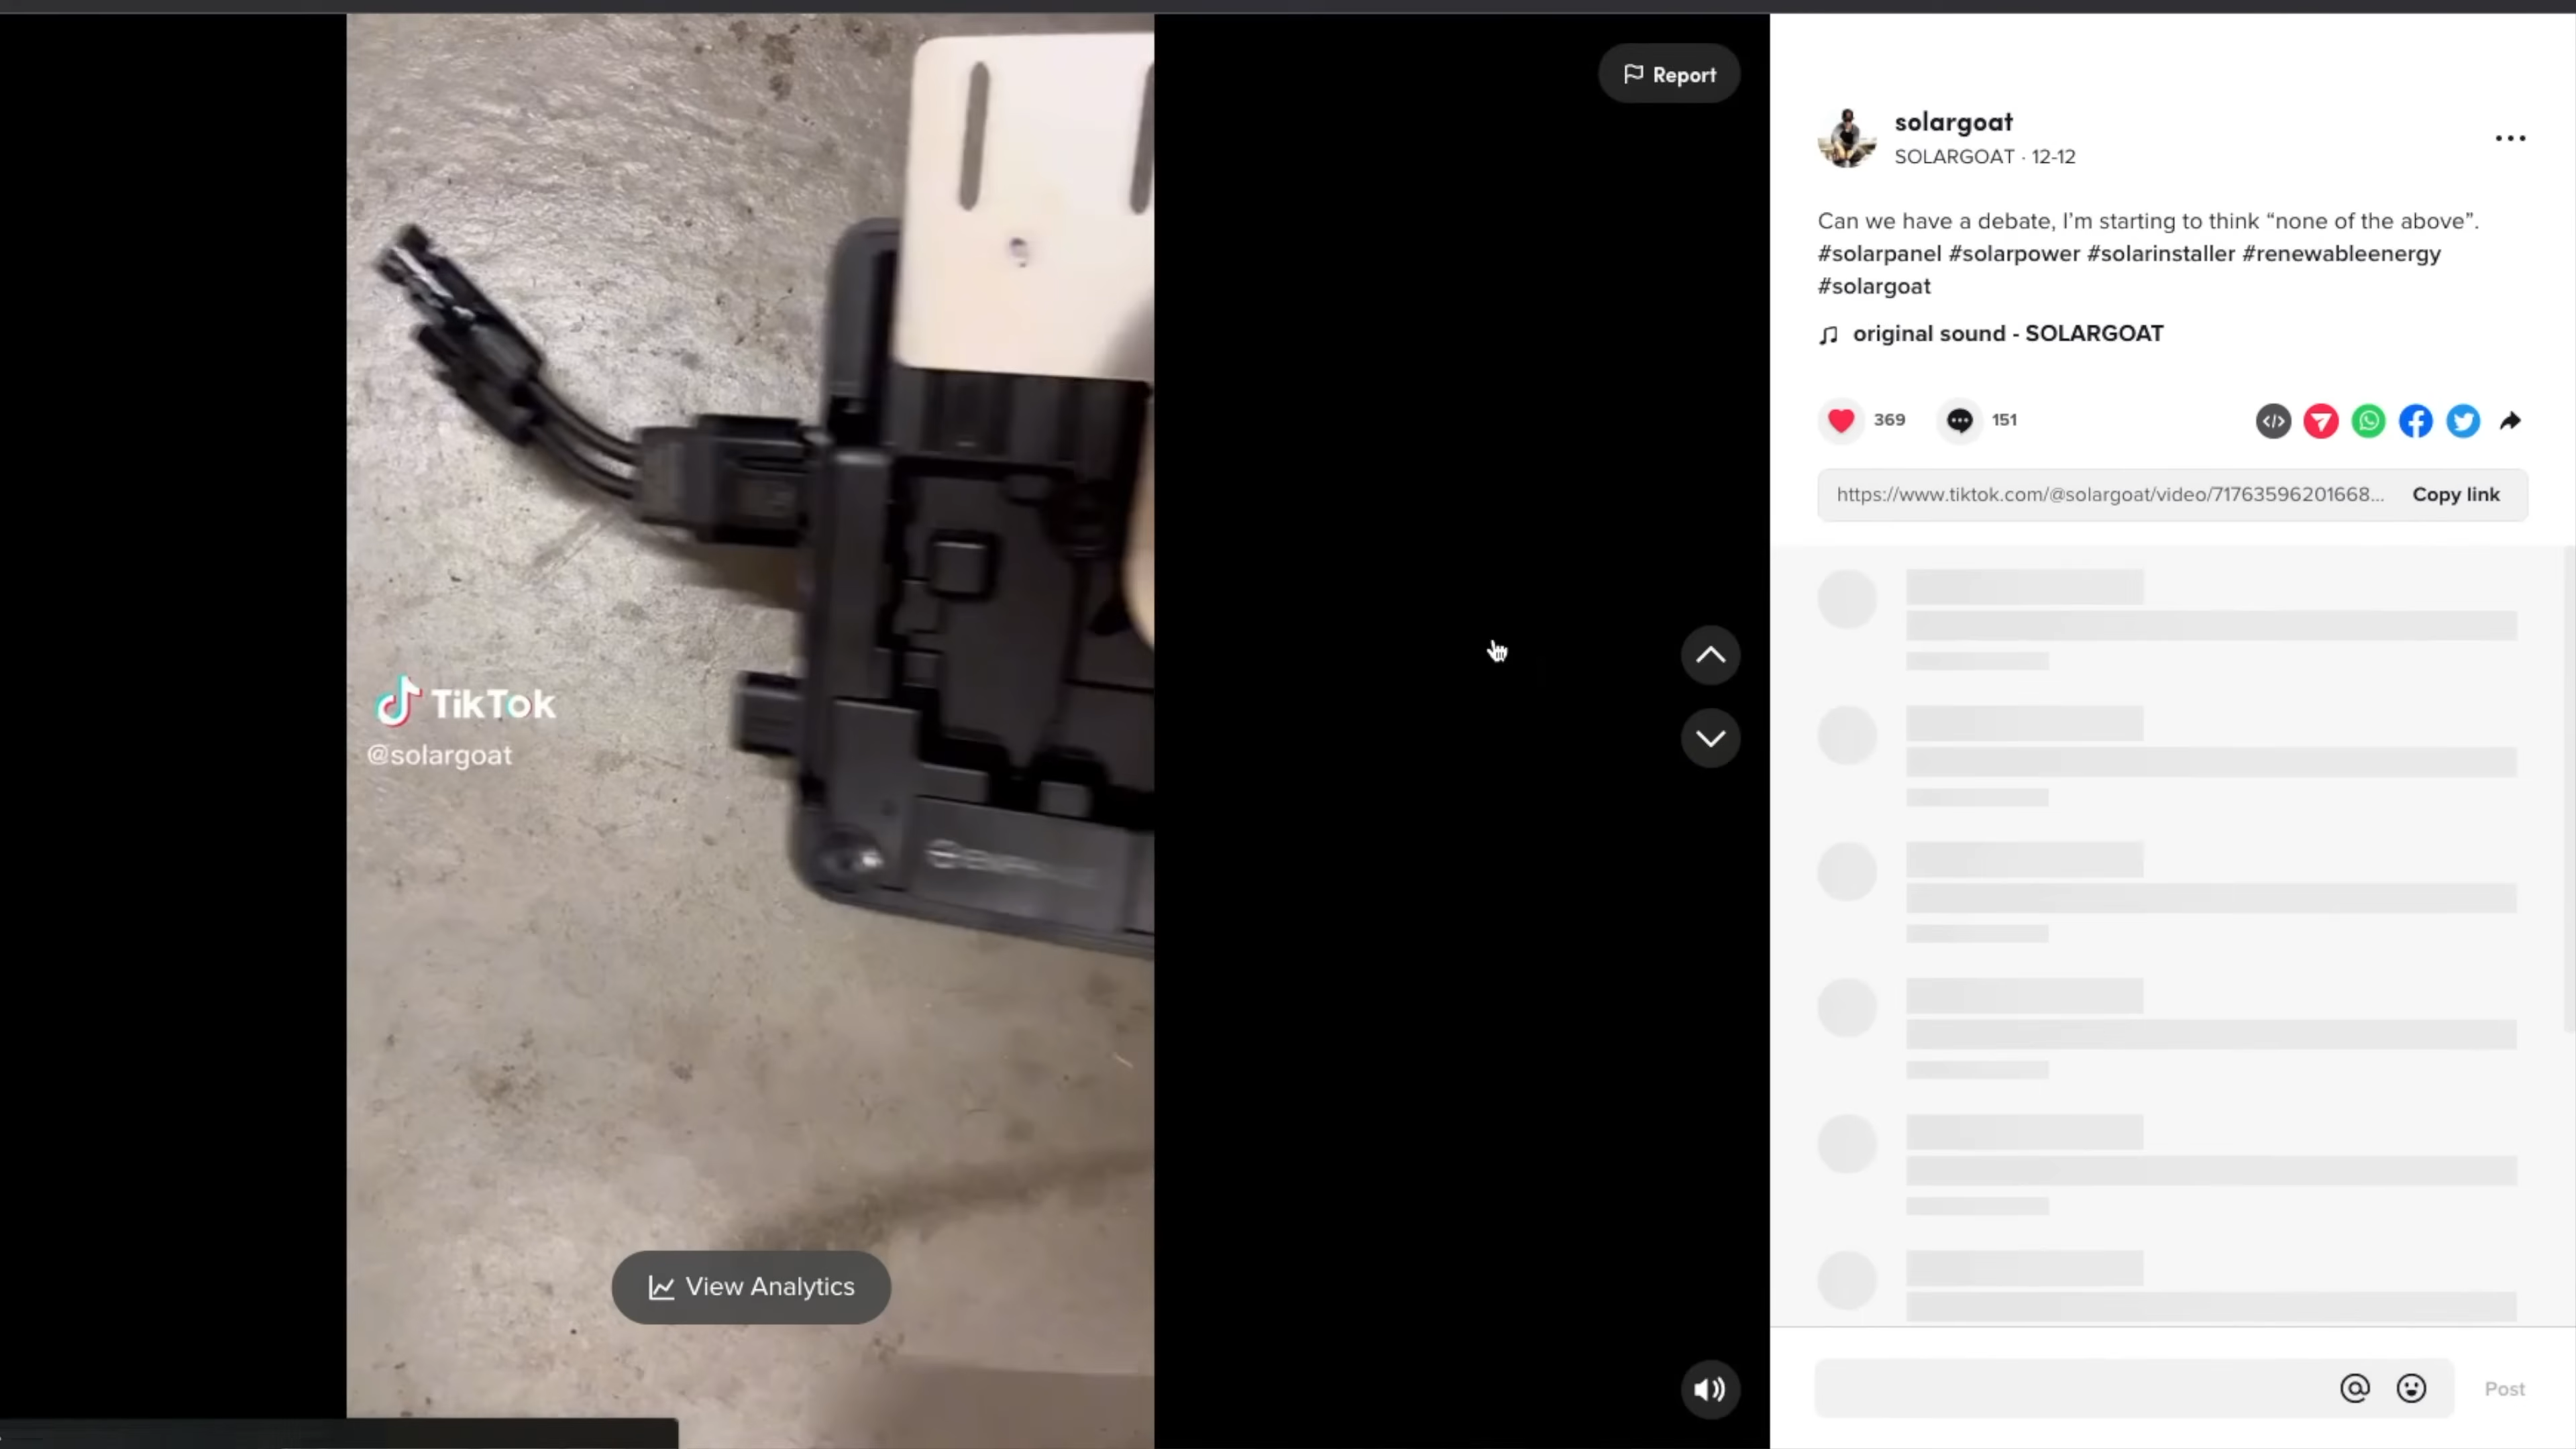 Report
solargoat
SOLARGOAT · 12-12
Can we have a debate, I’m starting to think “none of the above”.
#solarpanel #solarpower #solarinstaller #renewableenergy
#solargoat
original sound - SOLARGOAT
369
151
https://www.tiktok.com/@solargoat/video/71763596201668...
Copy link
TikTok
@solargoat
View Analytics
Post